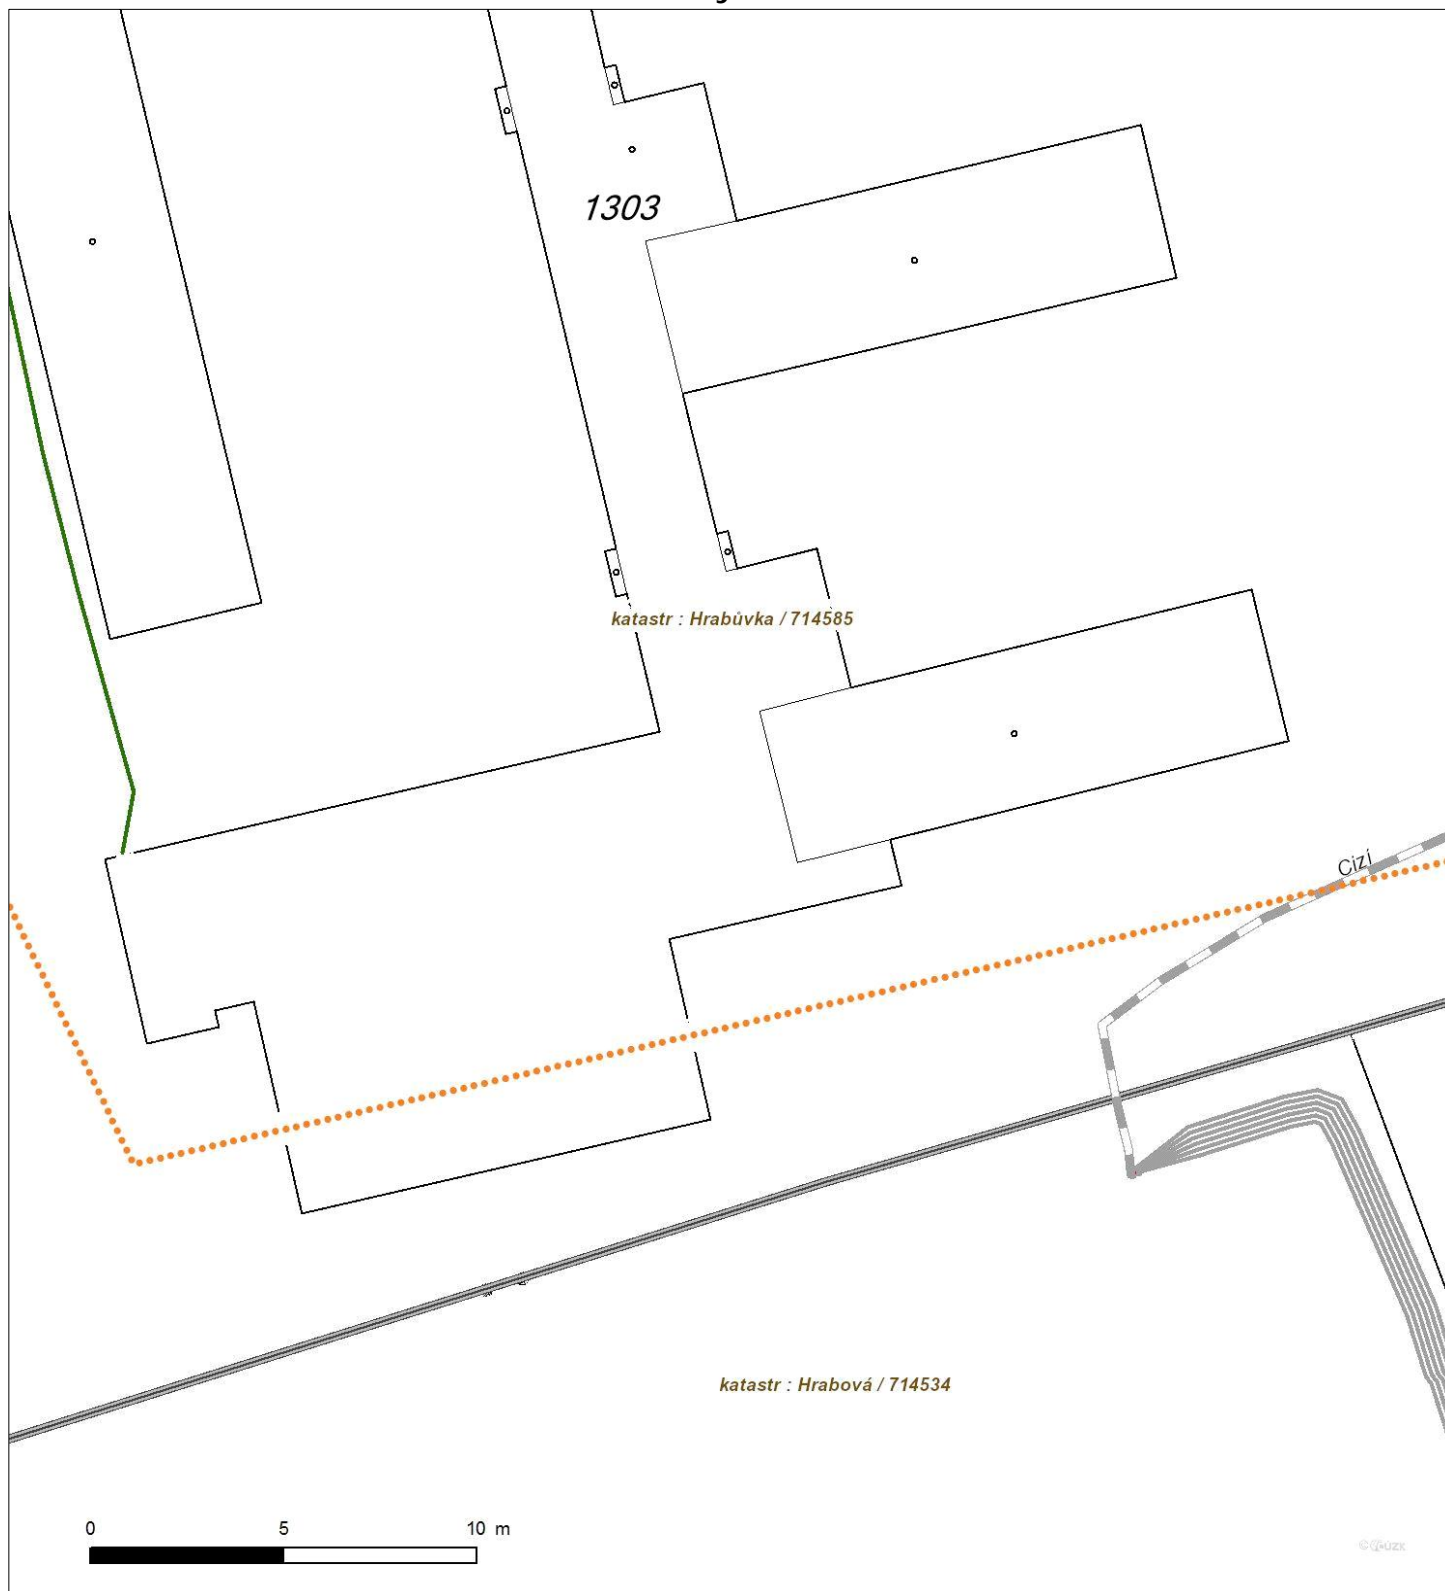 1303
katastr : Hrabůvka / 714585
Cizí
katastr : Hrabová / 714534
0 5 10 m